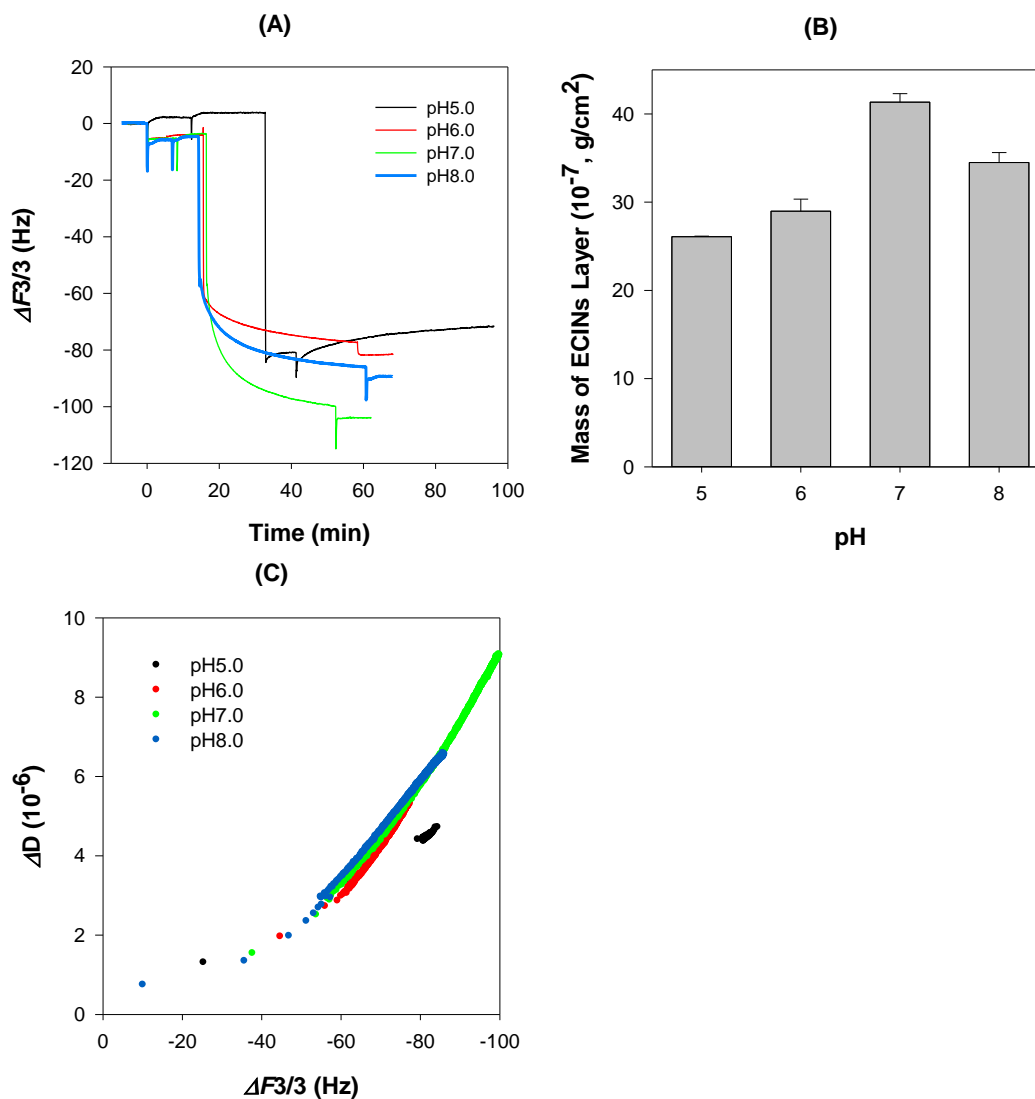 (A)
20
0
-20
-40
-60
-80
-100
-120
0 20 40 60 80 100
ΔF3/3 (Hz)
Time (min)
pH5.0
pH6.0
pH7.0
pH8.0
(B)
40
30
20
10
0
5 6 7 8
Mass of ECINs Layer (10⁻⁷, g/cm²)
pH
(C)
10
8
6
4
2
0
0 -20 -40 -60 -80 -100
ΔD (10⁻⁶)
ΔF3/3 (Hz)
pH5.0
pH6.0
pH7.0
pH8.0